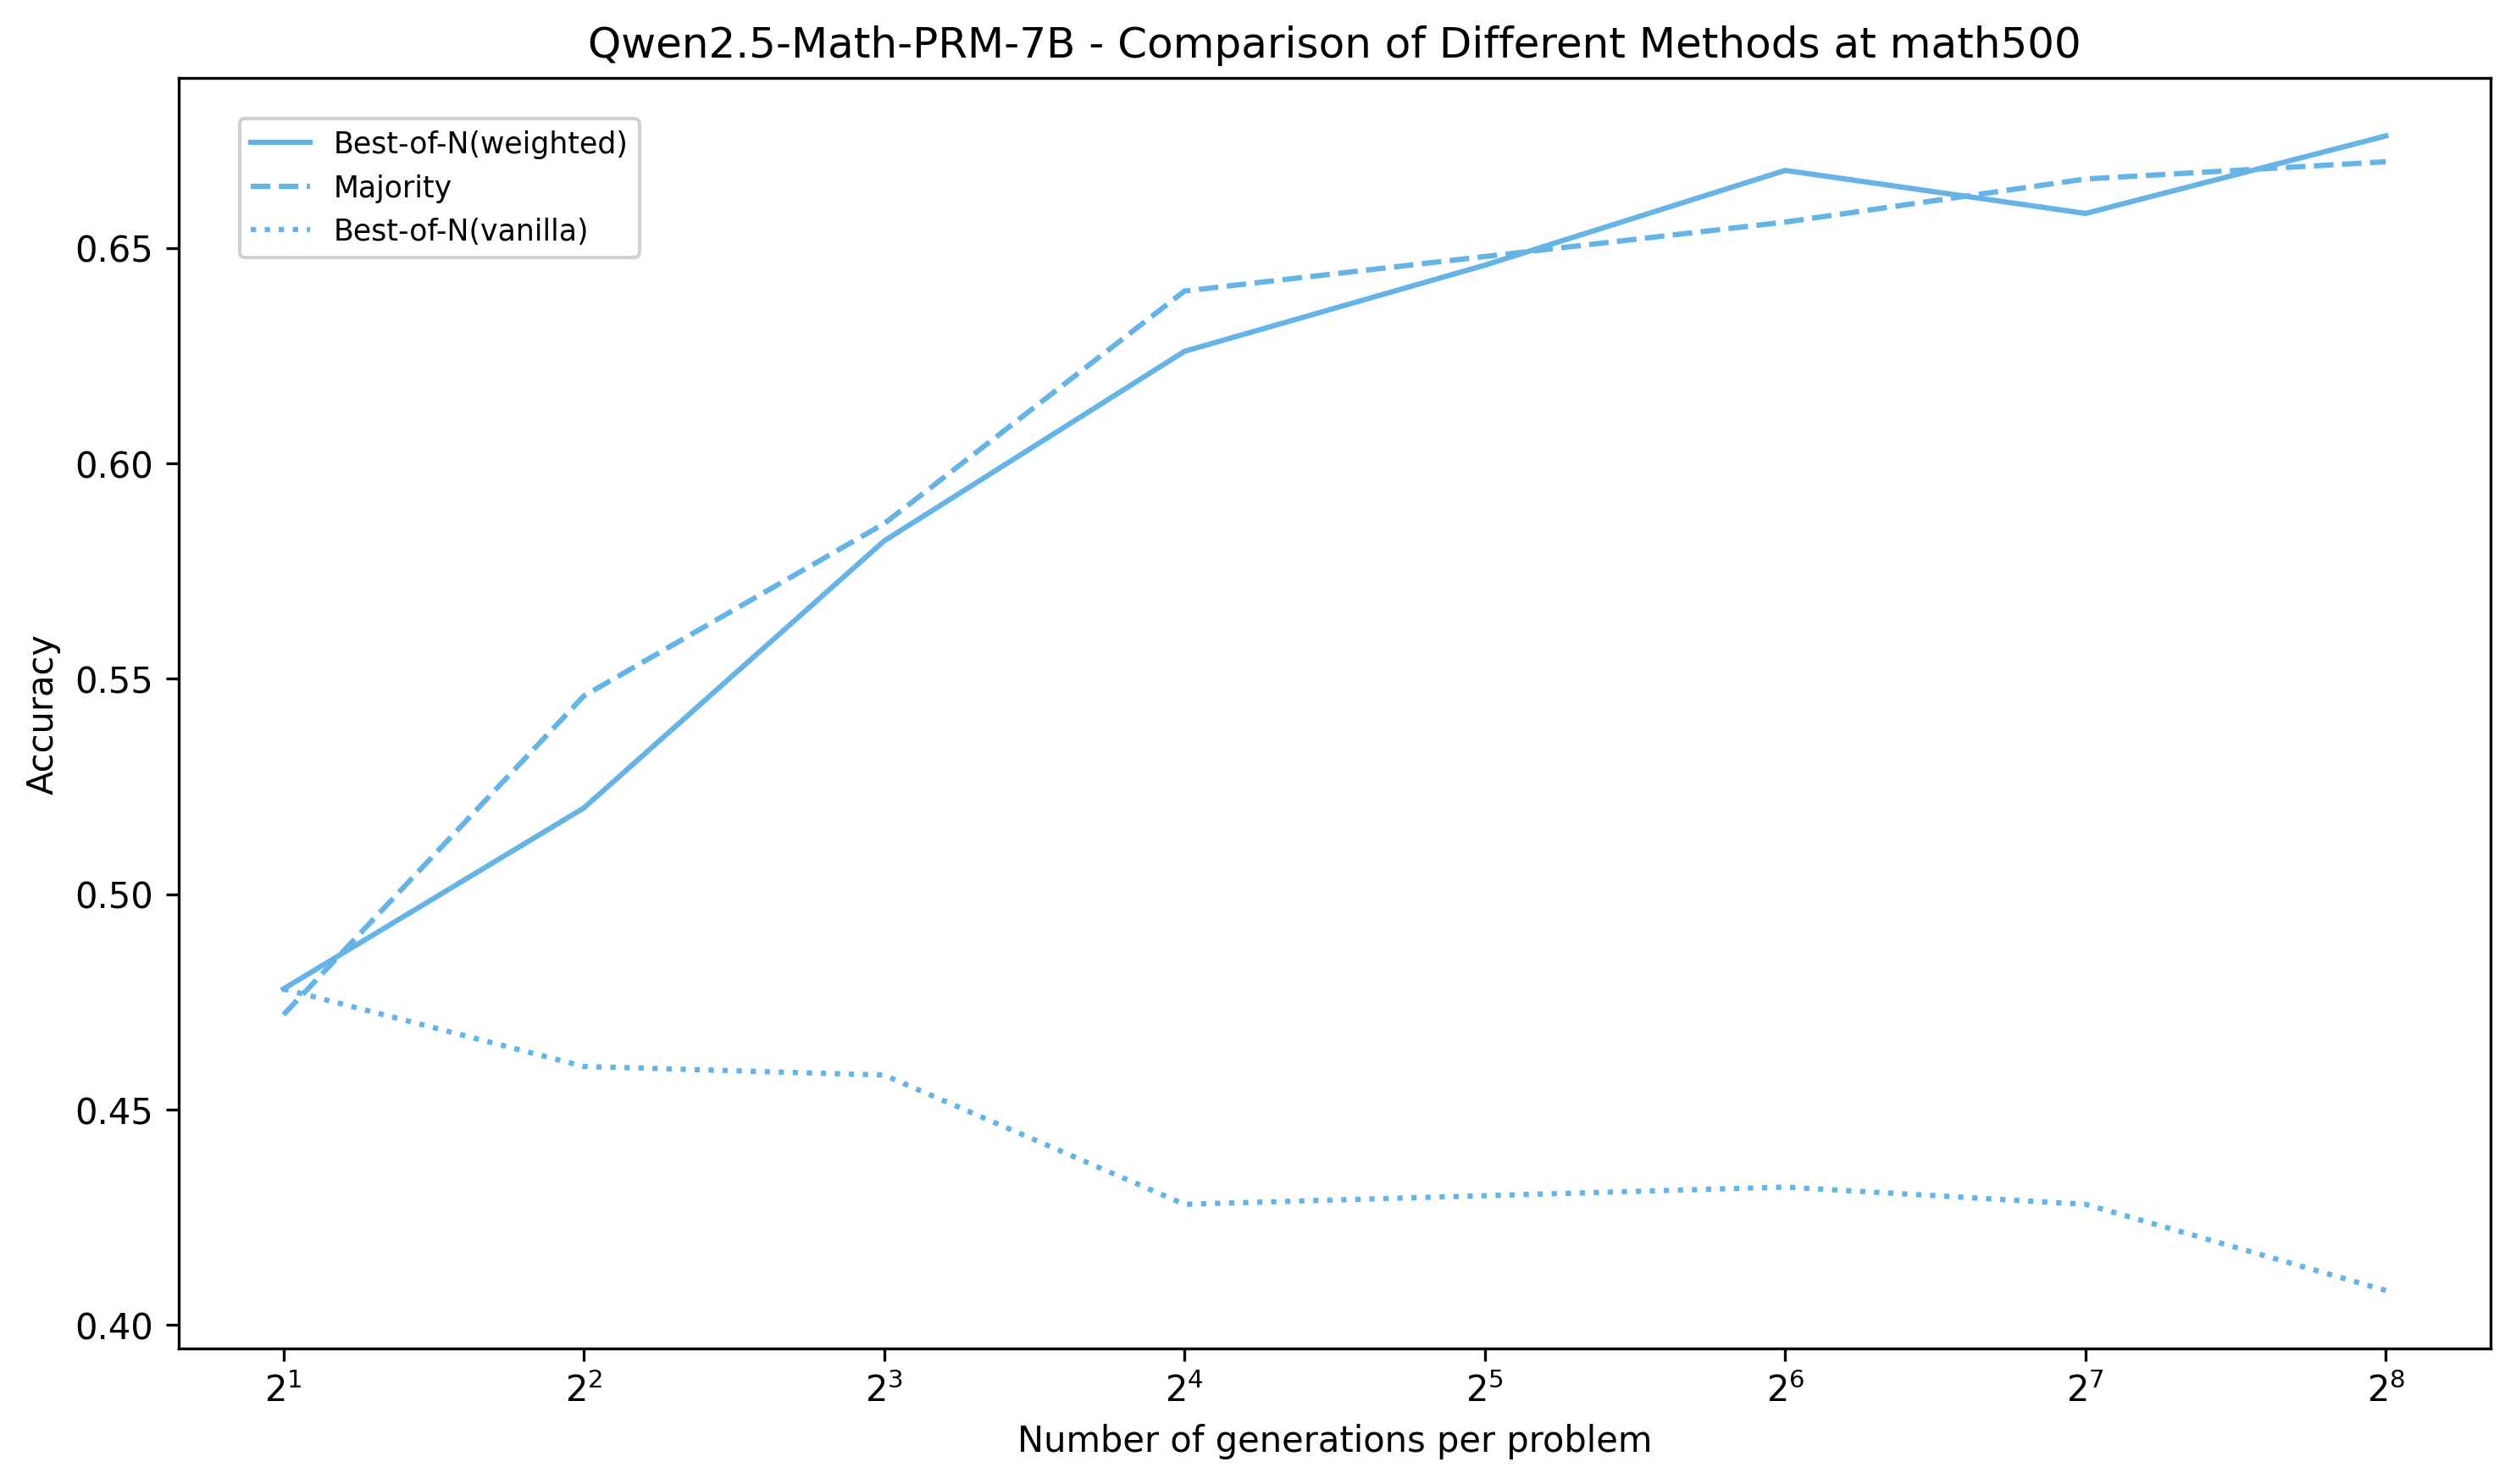 Qwen2.5-Math-PRM-7B - Comparison of Different Methods at math500
Best-of-N(weighted)
Majority
Best-of-N(vanilla)
Accuracy
0.65
0.60
0.55
0.50
0.45
0.40
2¹ 2² 2³ 2⁴ 2⁵ 2⁶ 2⁷ 2⁸
Number of generations per problem